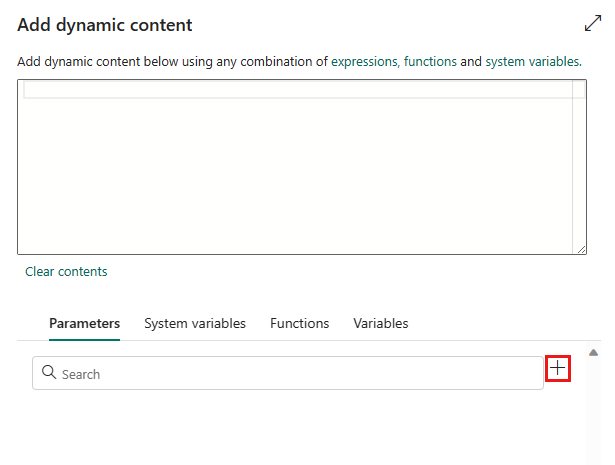 Add dynamic content
Add dynamic content below using any combination of expressions, functions and system variables.
Clear contents
Parameters System variables Functions Variables
Search